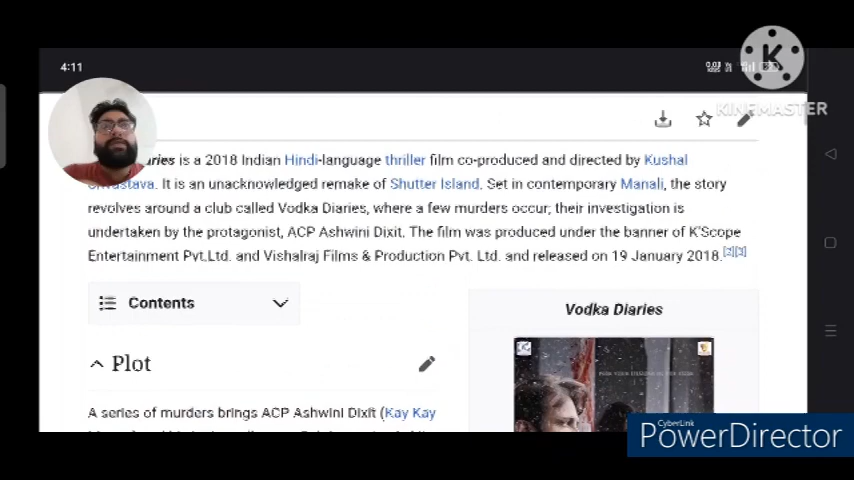 4:11
KINEMASTER
aries is a 2018 Indian Hindi-language thriller film co-produced and directed by Kushal
Srivastava. It is an unacknowledged remake of Shutter Island. Set in contemporary Manali, the story
revolves around a club called Vodka Diaries, where a few murders occur; their investigation is
undertaken by the protagonist, ACP Ashwini Dixit. The film was produced under the banner of K'Scope
Entertainment Pvt.Ltd. and Vishalraj Films & Production Pvt. Ltd. and released on 19 January 2018.[2][3]
Contents
Vodka Diaries
Plot
A series of murders brings ACP Ashwini Dixit (Kay Kay
CyberLink
PowerDirector